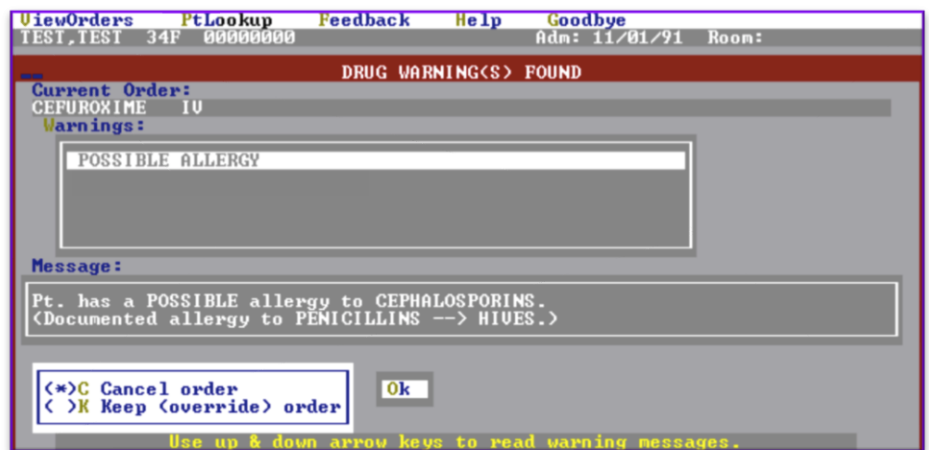 ViewOrders PtLookup Feedback Help Goodbye
TEST,TEST 34F 00000000 Adm: 11/01/91 Room:
DRUG WARNING(S) FOUND
Current Order:
CEFUROXIME IV
Warnings:
POSSIBLE ALLERGY
Message:
Pt. has a POSSIBLE allergy to CEPHALOSPORINS.
(Documented allergy to PENICILLINS --> HIVES.)
(*)C Cancel order
( )K Keep (override) order
Ok
Use up & down arrow keys to read warning messages.